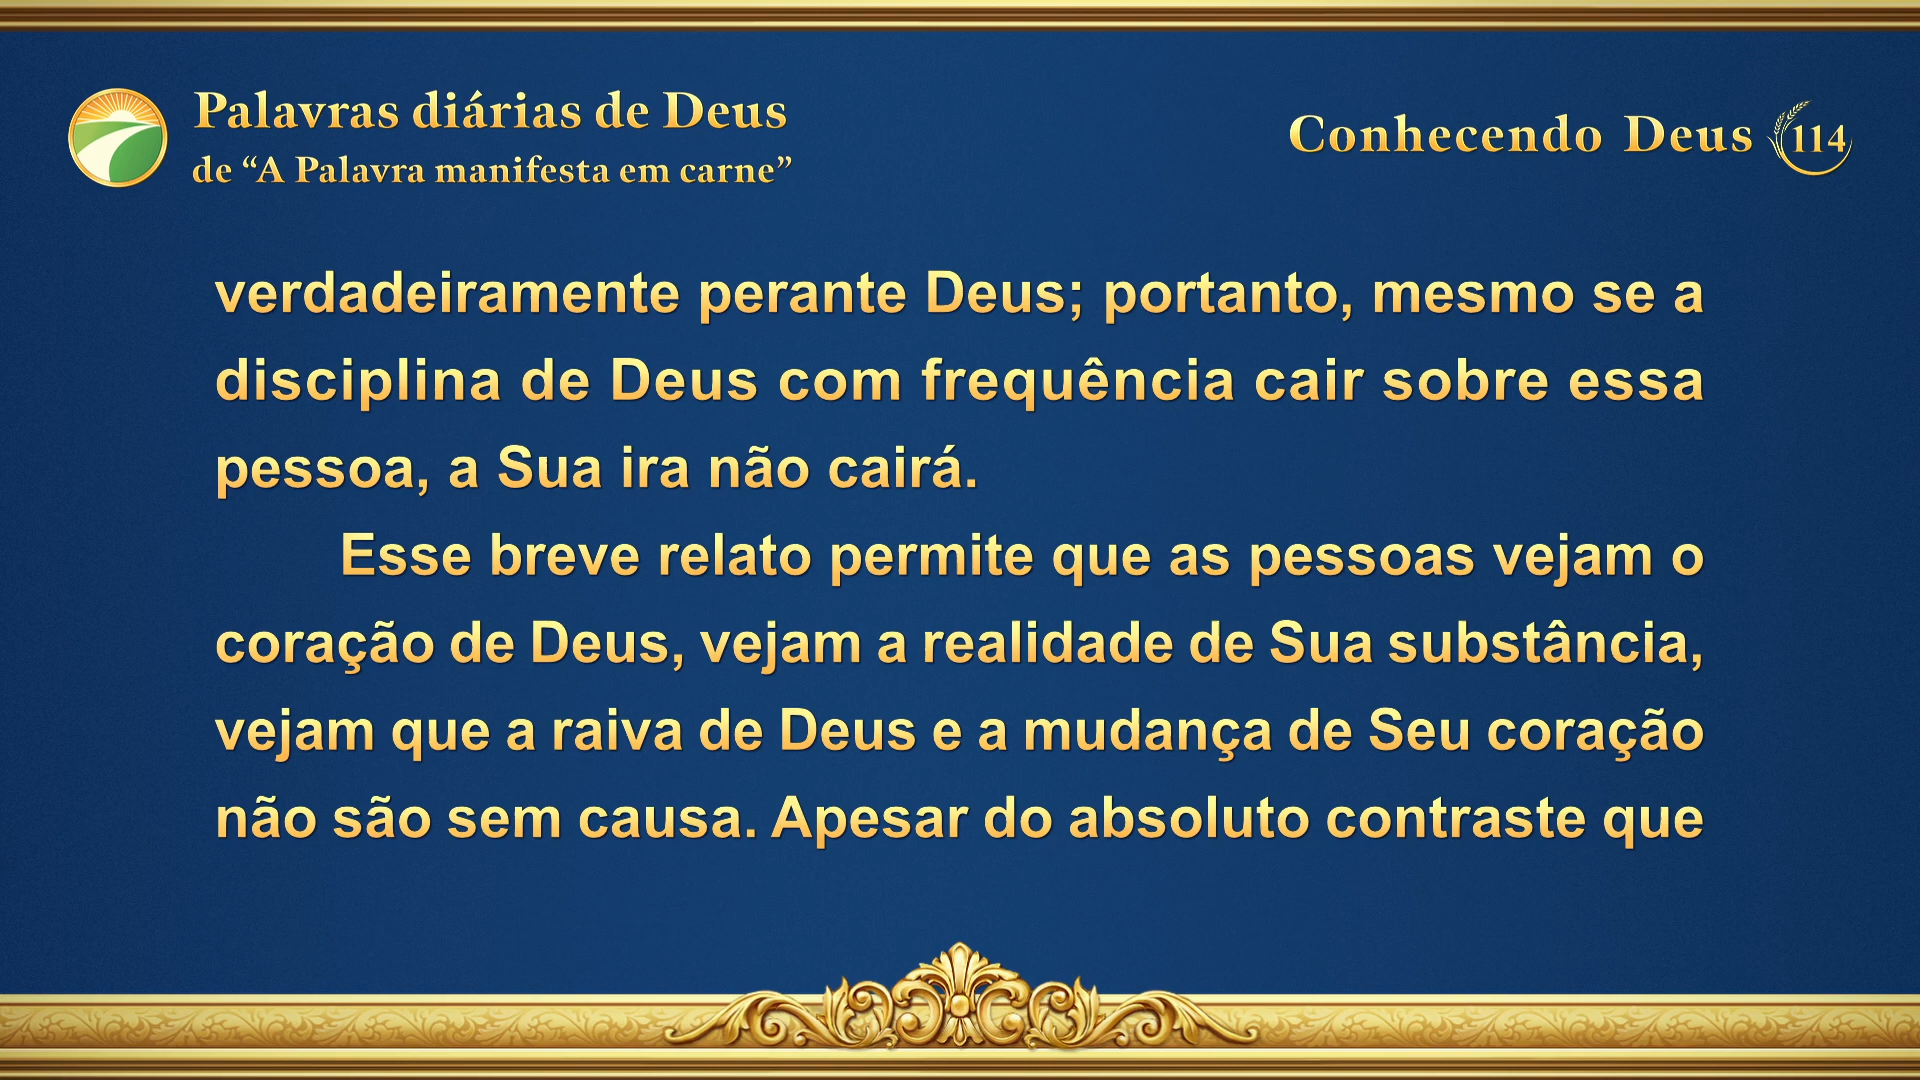 Palavras diárias de Deus
de “A Palavra manifesta em carne”
Conhecendo Deus 114
verdadeiramente perante Deus; portanto, mesmo se a
disciplina de Deus com frequência cair sobre essa
pessoa, a Sua ira não cairá.
Esse breve relato permite que as pessoas vejam o
coração de Deus, vejam a realidade de Sua substância,
vejam que a raiva de Deus e a mudança de Seu coração
não são sem causa. Apesar do absoluto contraste que